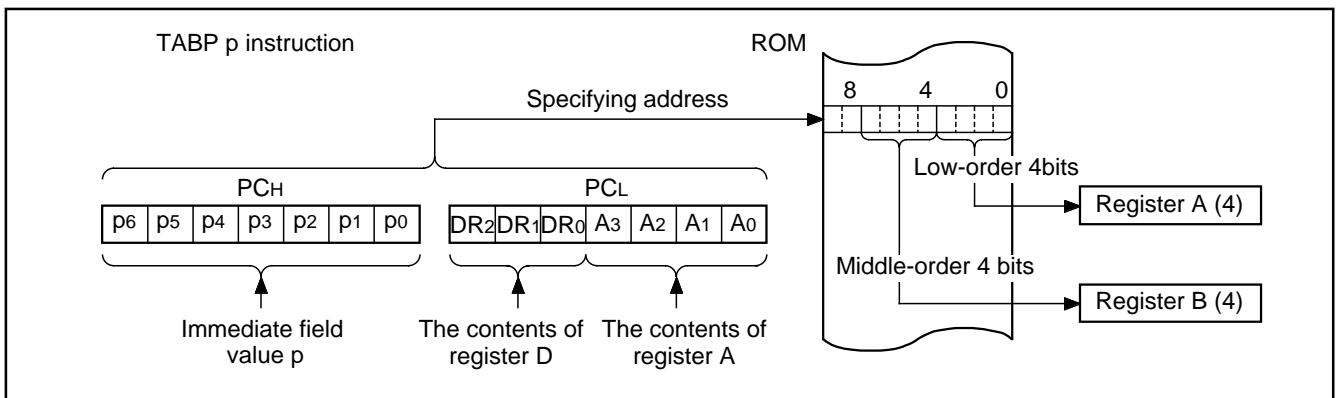 TABP p instruction
ROM
8 4 0
Specifying address
Low-order 4bits
PCH
PCL
p6 p5 p4 p3 p2 p1 p0
DR2 DR1 DR0 A3 A2 A1 A0
Register A (4)
Middle-order 4 bits
Register B (4)
Immediate field
value p
The contents of
register D
The contents of
register A